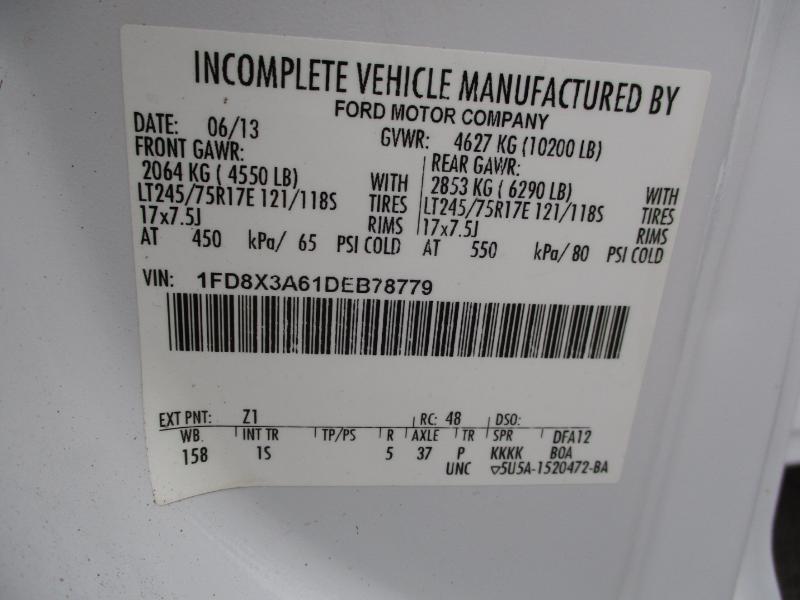 INCOMPLETE VEHICLE MANUFACTURED BY
FORD MOTOR COMPANY
DATE: 06/13 GVWR: 4627 KG (10200 LB)
FRONT GAWR: REAR GAWR:
2064 KG ( 4550 LB) WITH 2853 KG ( 6290 LB) WITH
LT245/75R17E 121/118S TIRES LT245/75R17E 121/118S TIRES
17x7.5J RIMS 17x7.5J RIMS
AT 450 kPa/ 65 PSI COLD AT 550 kPa/ 80 PSI COLD
VIN: 1FD8X3A61DEB78779
EXT PNT: Z1 RC: 48 DSO:
WB INT TR TP/PS R AXLE TR SPR DFA12
158 1S 5 37 P KKKK BOA
UNC ▽5U5A-1520472-BA